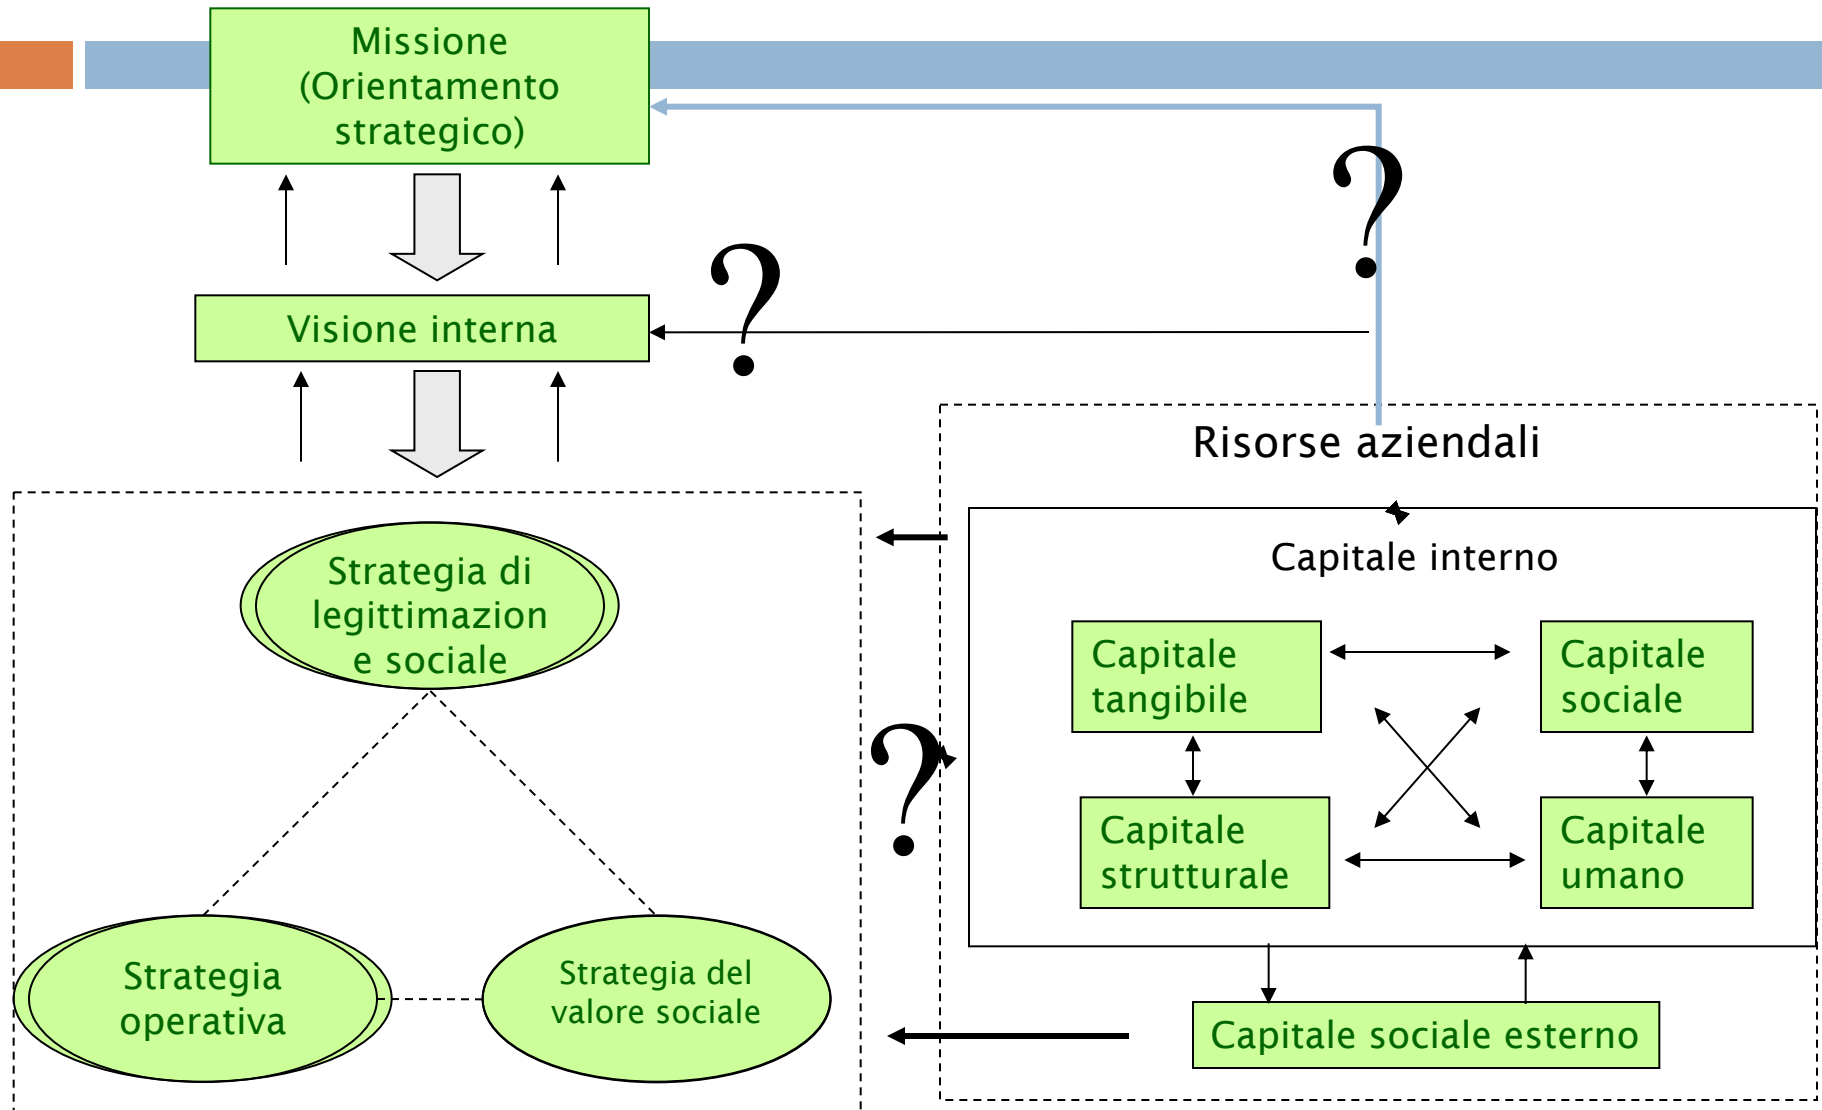 Missione
(Orientamento
strategico)
?
?
Visione interna
Risorse aziendali
Capitale interno
Strategia di
legittimazion
e sociale
Capitale
tangibile
Capitale
sociale
?
Capitale
strutturale
Capitale
umano
Strategia
operativa
Strategia del
valore sociale
Capitale sociale esterno